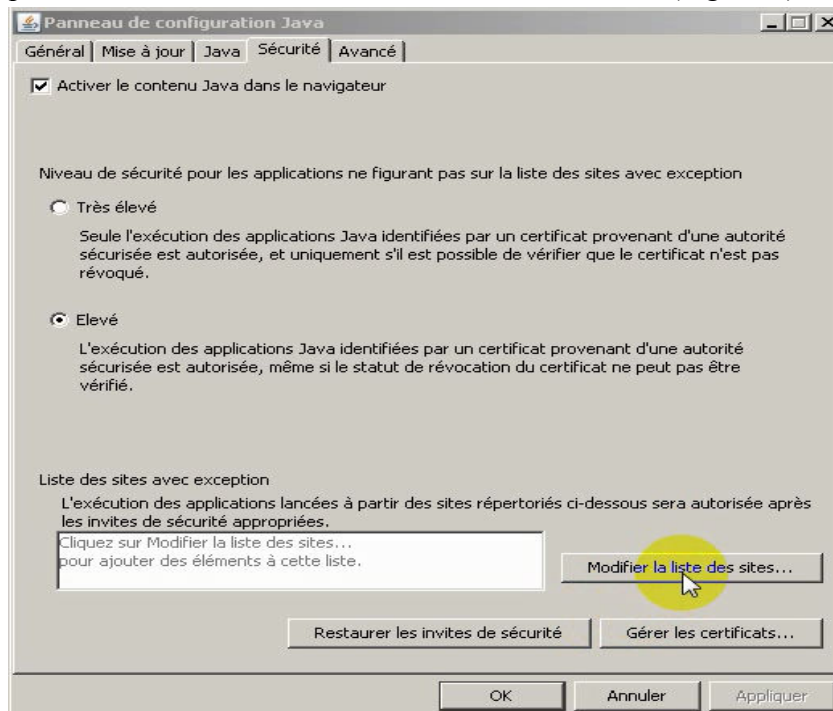 Panneau de configuration Java
Général Mise à jour Java Sécurité Avancé
Activer le contenu Java dans le navigateur
Niveau de sécurité pour les applications ne figurant pas sur la liste des sites avec exception
Très élevé
Seule l'exécution des applications Java identifiées par un certificat provenant d'une autorité
sécurisée est autorisée, et uniquement s'il est possible de vérifier que le certificat n'est pas
révoqué.
Elevé
L'exécution des applications Java identifiées par un certificat provenant d'une autorité
sécurisée est autorisée, même si le statut de révocation du certificat ne peut pas être
vérifié.
Liste des sites avec exception
L'exécution des applications lancées à partir des sites répertoriés ci-dessous sera autorisée après
les invites de sécurité appropriées.
Cliquez sur Modifier la liste des sites...
pour ajouter des éléments à cette liste.
Modifier la liste des sites...
Restaurer les invites de sécurité Gérer les certificats...
OK Annuler Appliquer